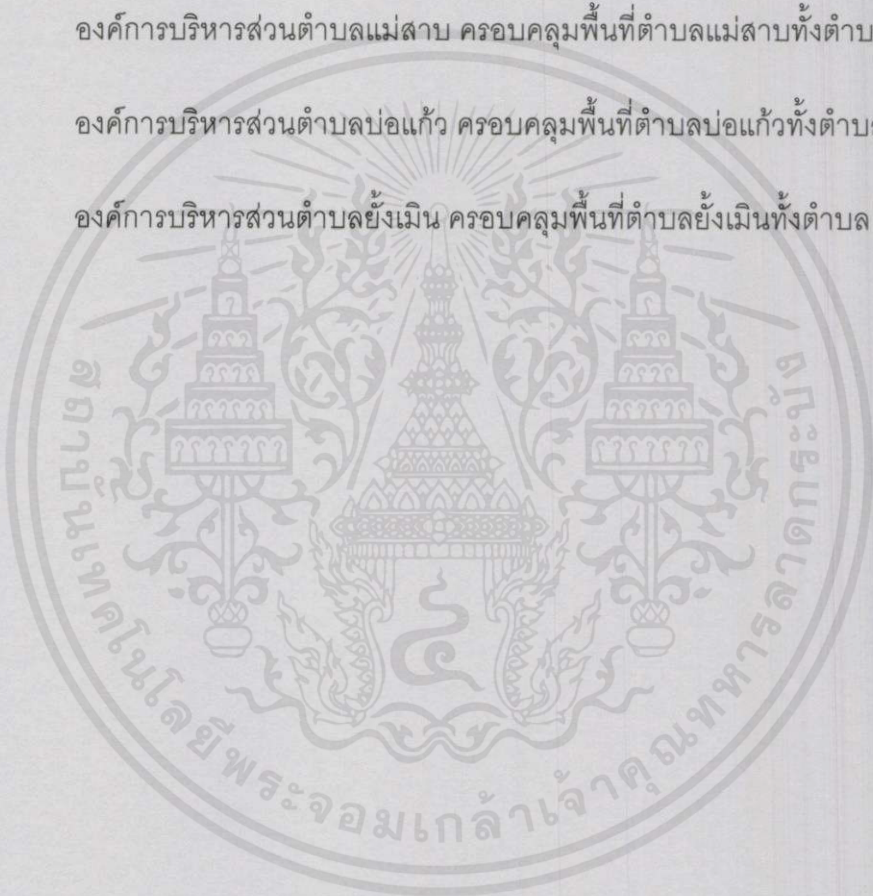 องค์การบริหารส่วนตำบลแม่สาบ ครอบคลุมพื้นที่ตำบลแม่สาบทั้งตำบ
องค์การบริหารส่วนตำบลบ่อแก้ว ครอบคลุมพื้นที่ตำบลบ่อแก้วทั้งตำบ
องค์การบริหารส่วนตำบลยั้งเมิน ครอบคลุมพื้นที่ตำบลยั้งเมินทั้งตำบล
สถาบันเทคโนโลยีพระจอมเกล้าเจ้าคุณทหารลาดกระบัง
๔